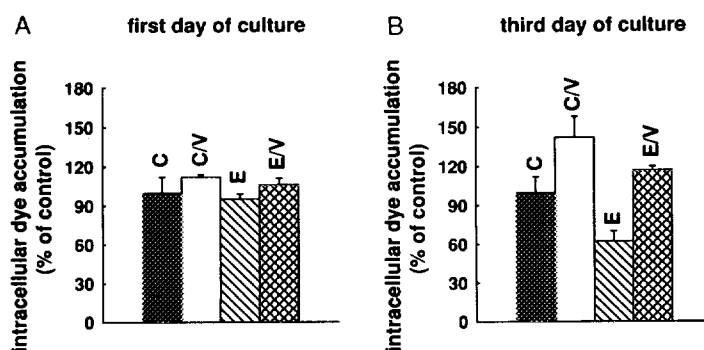 A
first day of culture
intracellular dye accumulation
(% of control)
180
150
120
90
60
30
0
C
C/V
E
E/V
B
third day of culture
intracellular dye accumulation
(% of control)
180
150
120
90
60
30
0
C
C/V
E
E/V